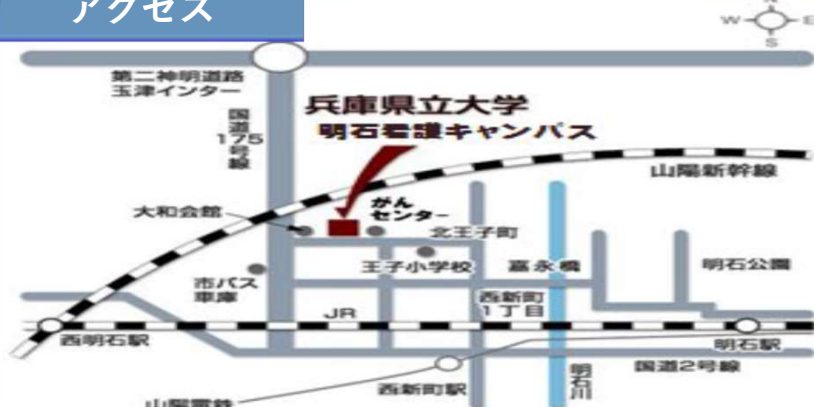 アクセス
N
W
E
S
第二神明道路
玉津インター
国道175号線
兵庫県立大学
明石看護キャンパス
山陽新幹線
大和会館
がん
センター
北王子町
王子小学校
嘉永橋
明石公園
市バス
車庫
西新町
1丁目
JR
西明石駅
明石駅
国道2号線
西新町駅
明石川
山陽電鉄